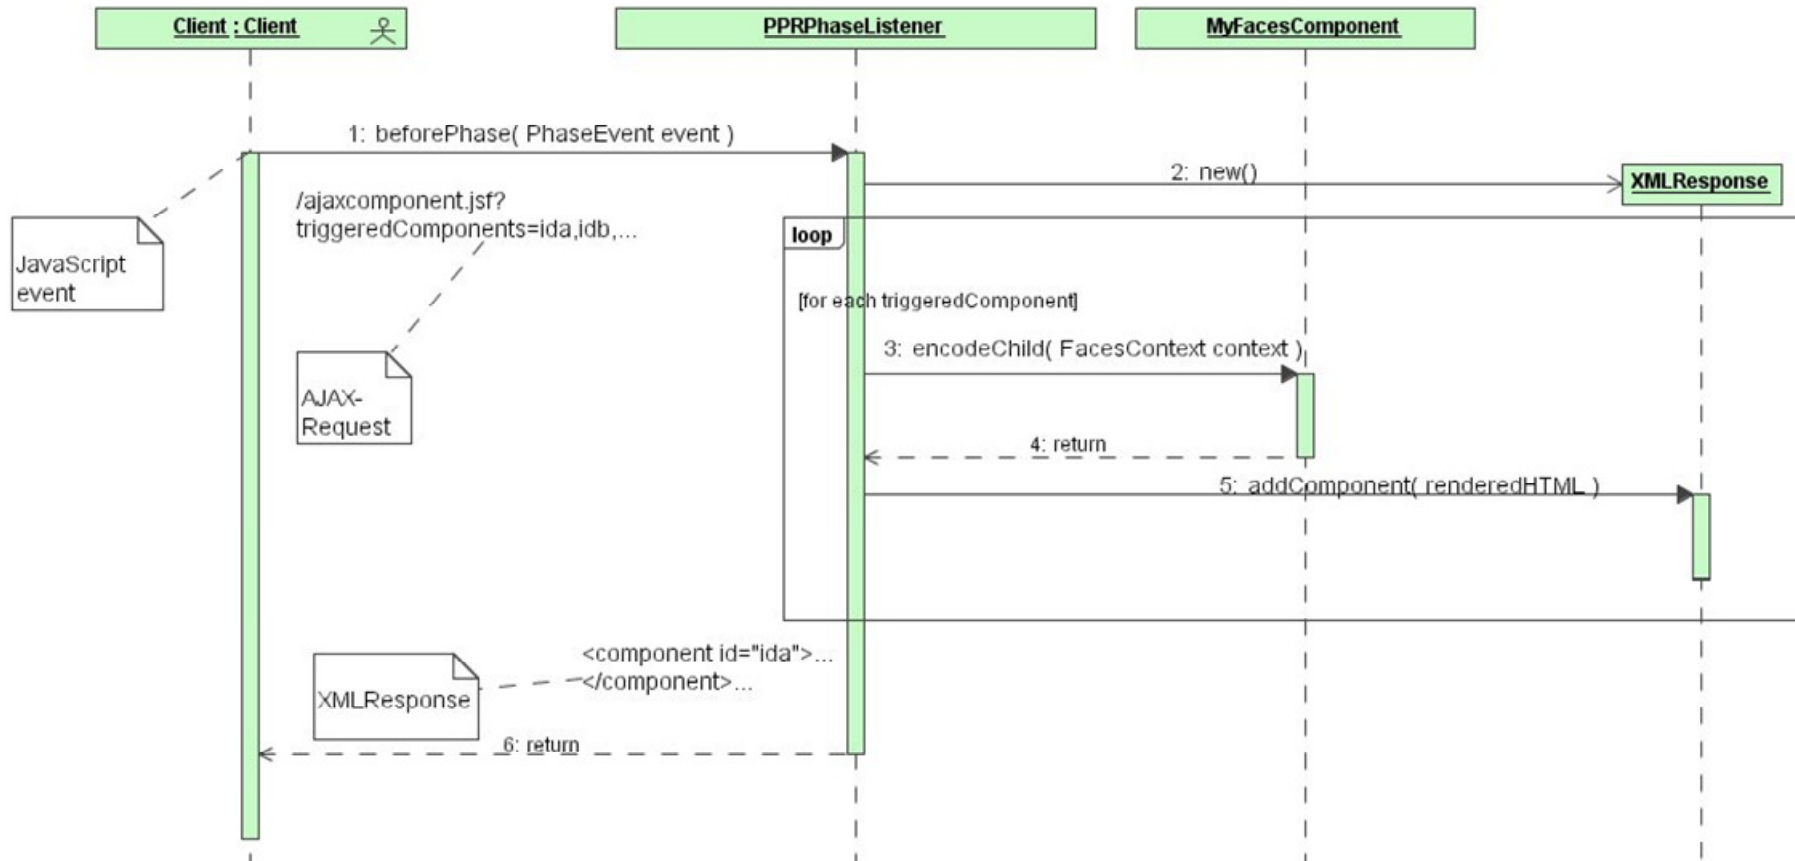 Client : Client
PPRPhaseListener
MyFacesComponent
1: beforePhase( PhaseEvent event )
2: new()
XMLResponse
/ajaxcomponent.jsf?
triggeredComponents=ida,idb,...
JavaScript
event
loop
[for each triggeredComponent]
3: encodeChild( FacesContext context )
AJAX-
Request
4: return
5: addComponent( renderedHTML )
<component id="ida">...
</component>...
XMLResponse
6: return